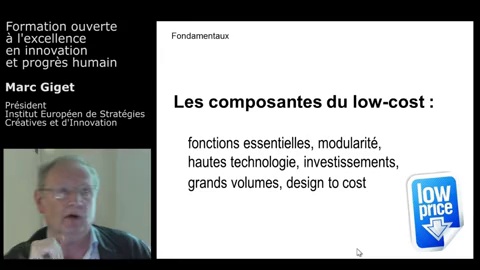 Formation ouverte
à l'excellence
en innovation
et progrès humain
Marc Giget
Président
Institut Européen de Stratégies
Créatives et d'Innovation
Fondamentaux
Les composantes du low-cost :
fonctions essentielles, modularité,
hautes technologie, investissements,
grands volumes, design to cost
low
price